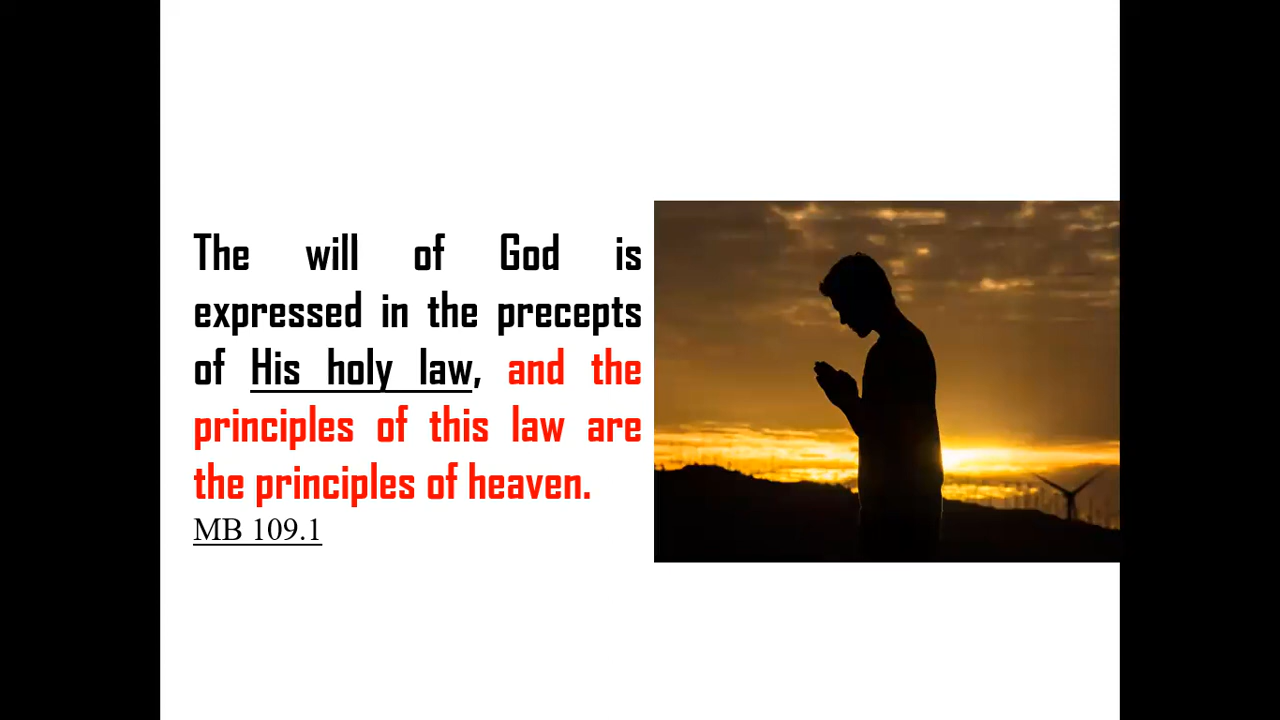 The will of God is
expressed in the precepts
of His holy law, and the
principles of this law are
the principles of heaven.
MB 109.1